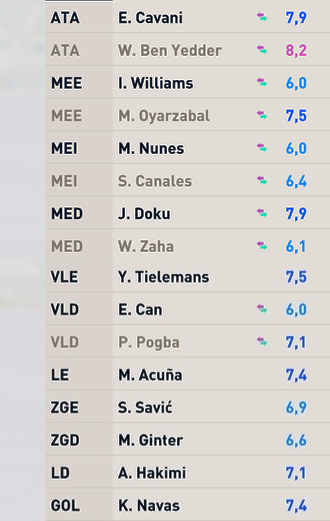 ATA E. Cavani 7,9
ATA W. Ben Yedder 8,2
MEE I. Williams 6,0
MEE M. Oyarzabal 7,5
MEI M. Nunes 6,0
MEI S. Canales 6,4
MED J. Doku 7,9
MED W. Zaha 6,1
VLE Y. Tielemans 7,5
VLD E. Can 6,0
VLD P. Pogba 7,1
LE M. Acuña 7,4
ZGE S. Savić 6,9
ZGD M. Ginter 6,6
LD A. Hakimi 7,1
GOL K. Navas 7,4